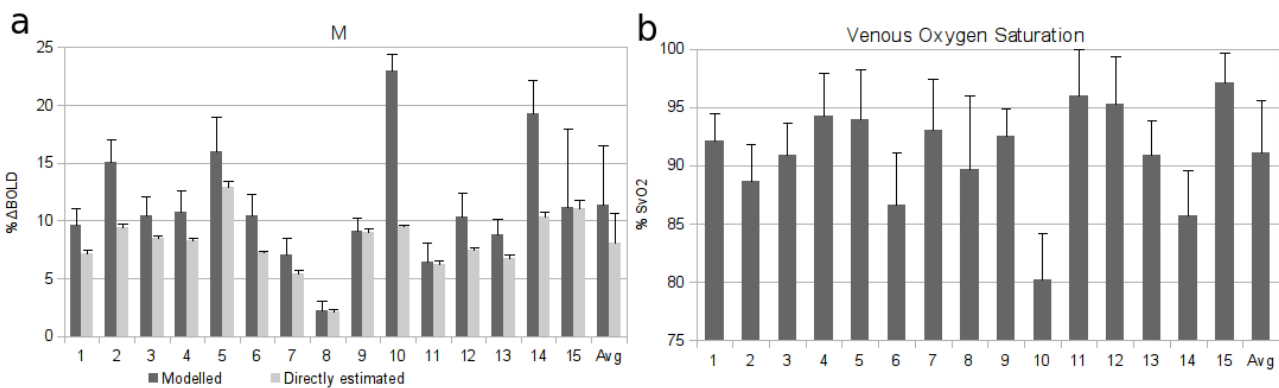 a
M
25
20
15
10
5
0
% ΔBOLD
1 2 3 4 5 6 7 8 9 10 11 12 13 14 15 Avg
Modelled Directly estimated
b
Venous Oxygen Saturation
100
95
90
85
80
75
% SvO2
1 2 3 4 5 6 7 8 9 10 11 12 13 14 15 Avg